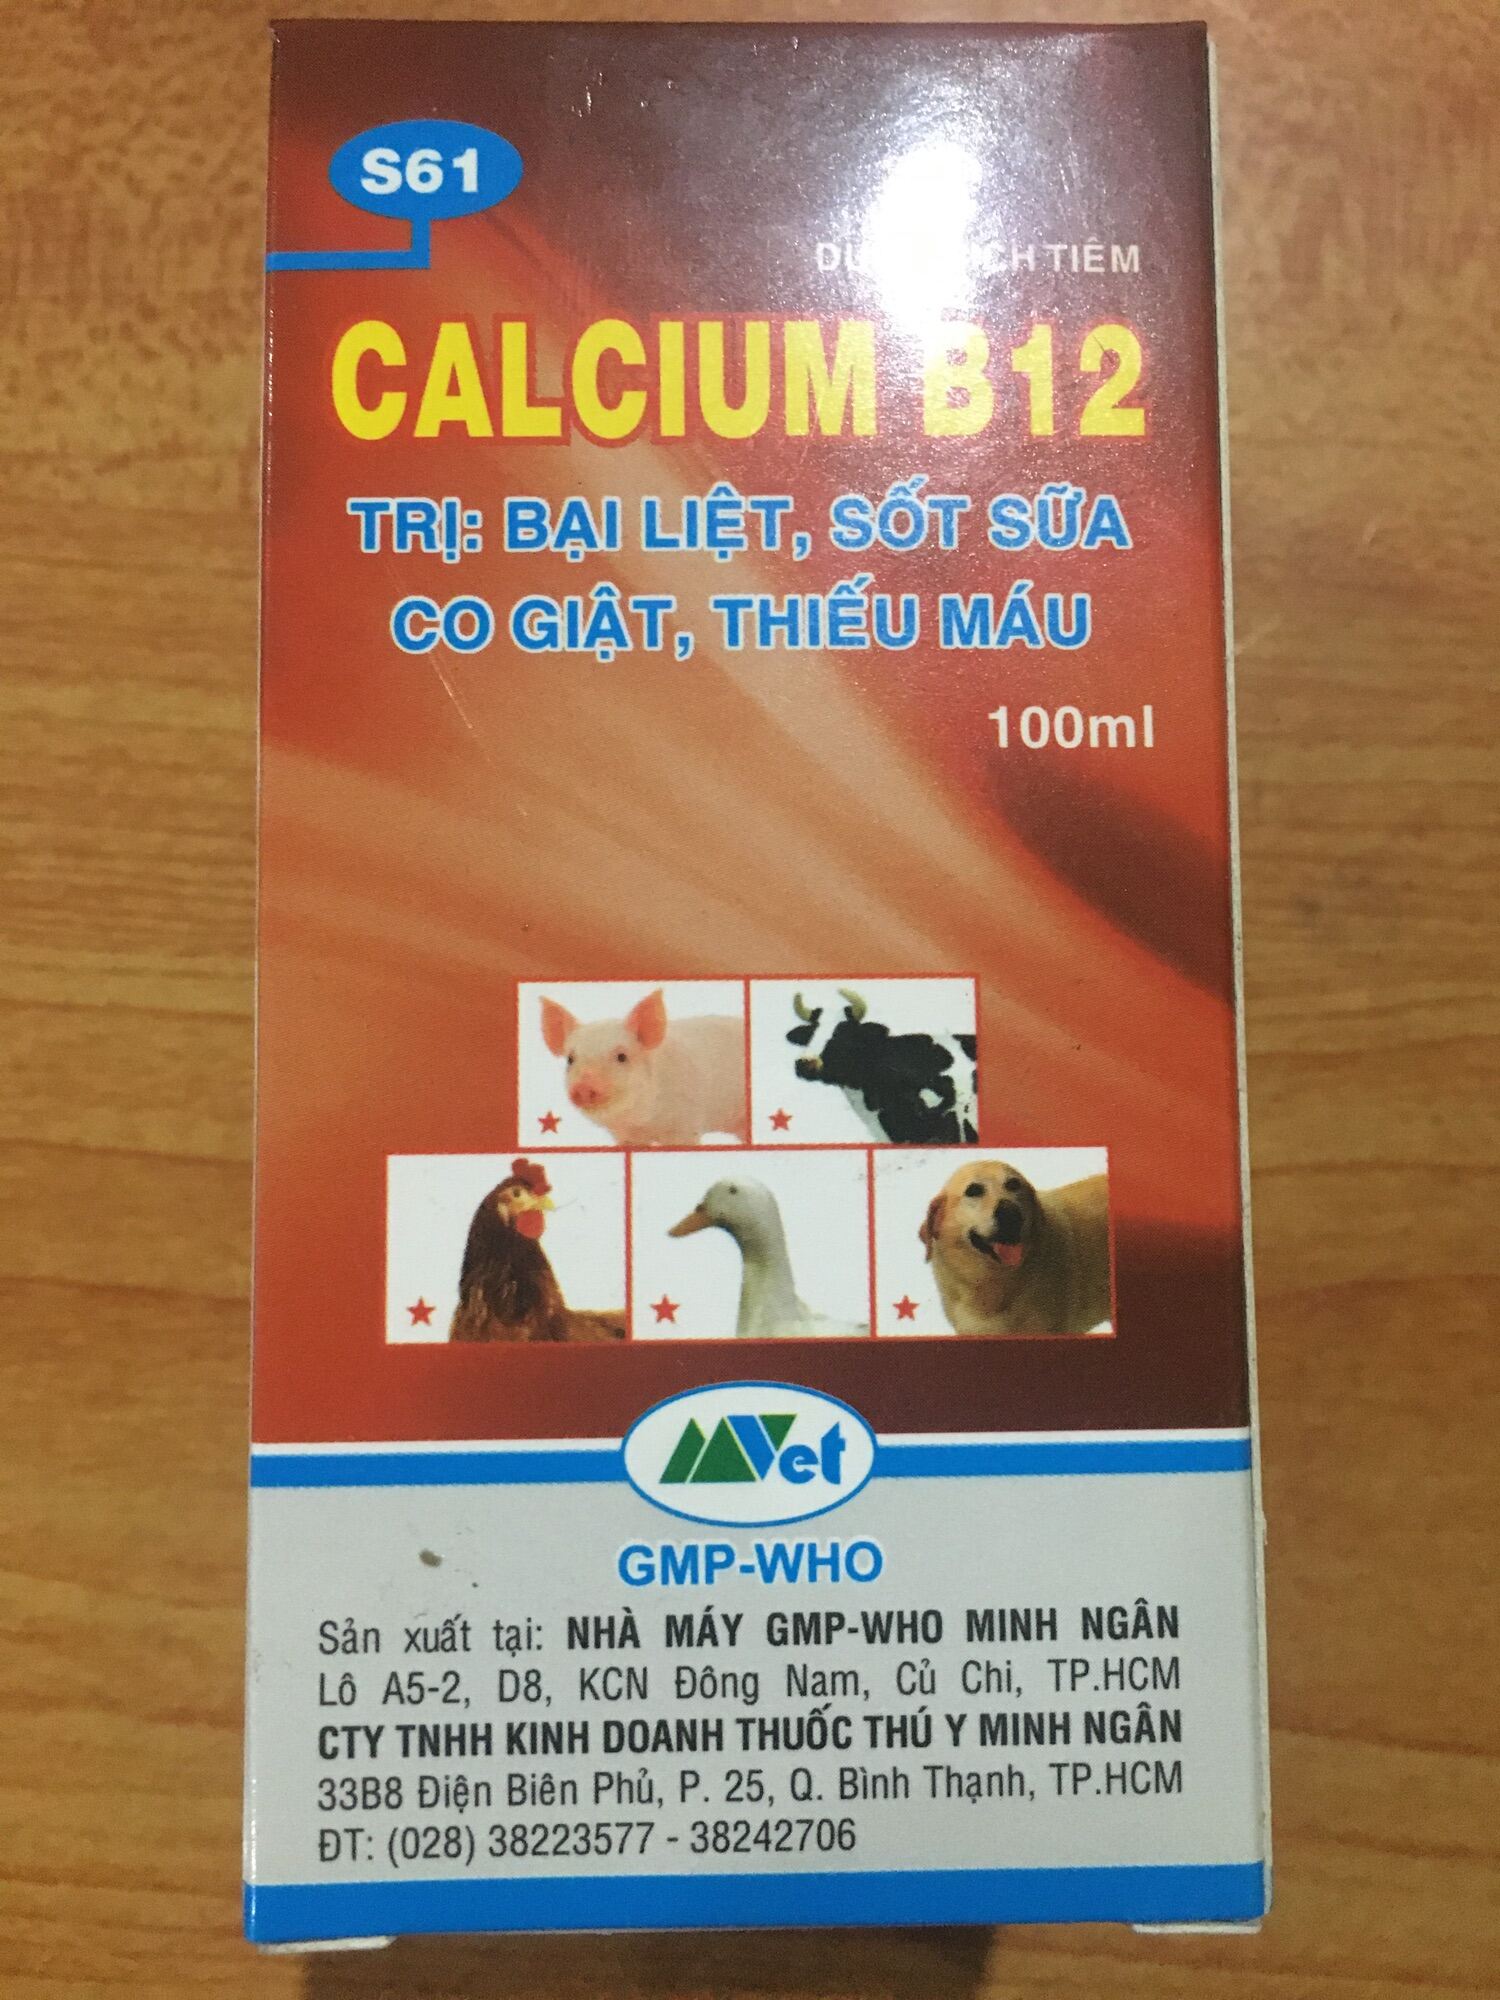 S61
TIÊM
CALCIUM B12
TRỊ: BẠI LIỆT, SỐT SỮA
CO GIẬT, THIẾU MÁU
100ml
MVet
GMP-WHO
Sản xuất tại: NHÀ MÁY GMP-WHO MINH NGÂN
Lô A5-2, D8, KCN Đông Nam, Củ Chi, TP.HCM
CTY TNHH KINH DOANH THUỐC THÚ Y MINH NGÂN
33B8 Điện Biên Phủ, P. 25, Q. Bình Thạnh, TP.HCM
ĐT: (028) 38223577 - 38242706